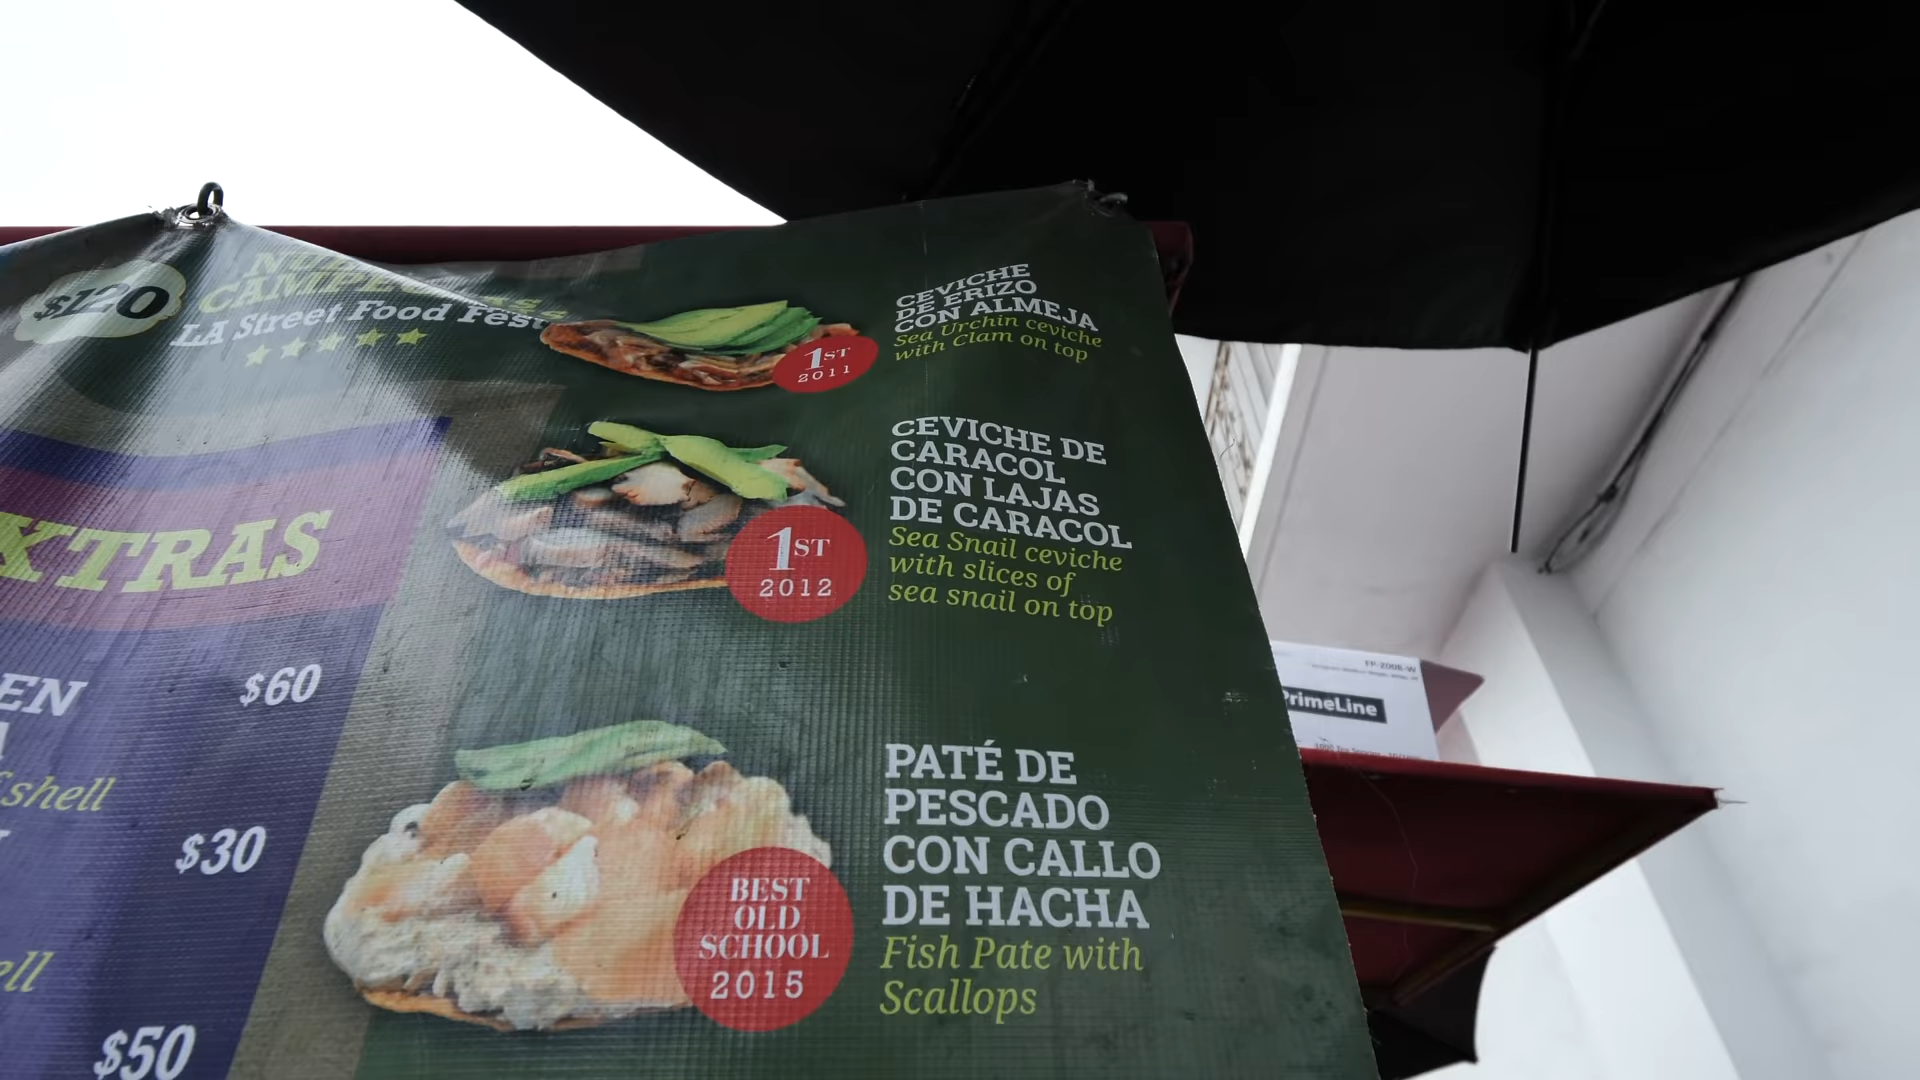 $120
LA Street Food Fest
1ST
2011
CEVICHE
DE ERIZO
CON ALMEJA
Sea Urchin ceviche
with Clam on top
1ST
2012
CEVICHE DE
CARACOL
CON LAJAS
DE CARACOL
Sea Snail ceviche
with slices of
sea snail on top
XTRAS
EN
$60
shell
$30
ell
$50
BEST
OLD
SCHOOL
2015
PATÉ DE
PESCADO
CON CALLO
DE HACHA
Fish Pate with
Scallops
FP-2008-W
PrimeLine